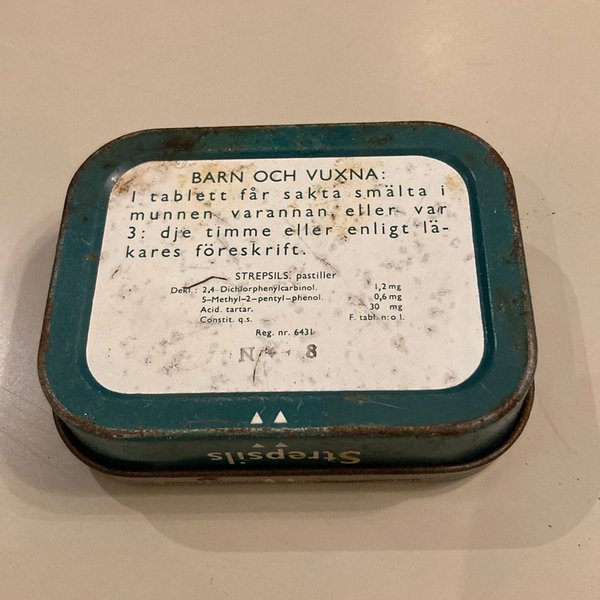 BARN OCH VUXNA:
1 tablett får sakta smälta i
munnen varannan, eller var
3: dje timme eller enligt lä-
kares föreskrift.
STREPSILS: pastiller
Dekl.: 2,4-Dichlorphenylcarbinol. 1,2 mg
5-Methyl-2-pentyl-phenol. 0,6 mg
Acid. tartar. 30 mg
Constit. q.s. F. tabl. n:o I.
Reg. nr. 6431
8
Strepsils